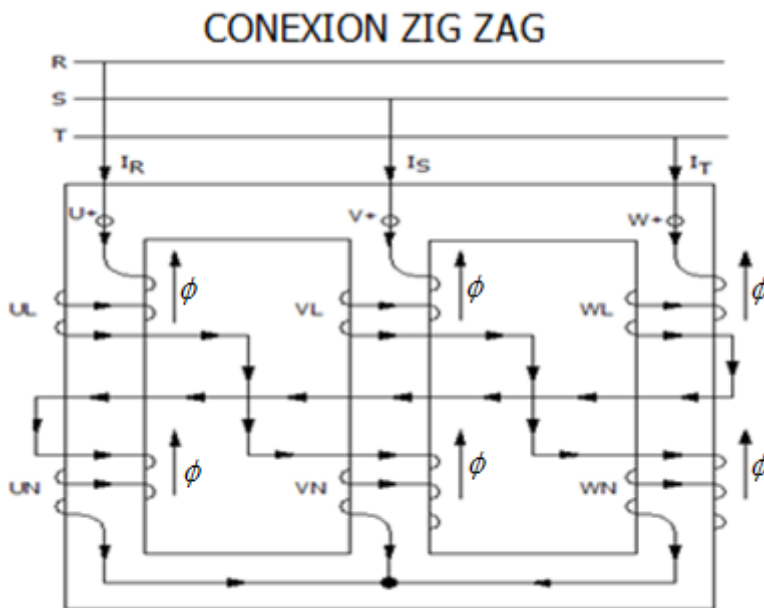 CONEXION ZIG ZAG
R
S
T
IR IS IT
U+ V+ W+
ϕ ϕ ϕ
UL VL WL
ϕ ϕ ϕ
UN VN WN